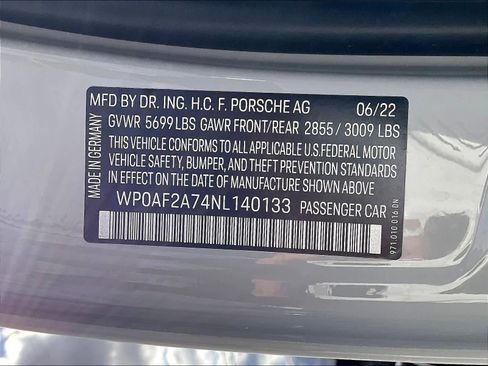 MFD BY DR. ING. H.C. F. PORSCHE AG 06/22
GVWR 5699 LBS GAWR FRONT/REAR 2855 / 3009 LBS
THIS VEHICLE CONFORMS TO ALL APPLICABLE U.S. FEDERAL MOTOR
VEHICLE SAFETY, BUMPER, AND THEFT PREVENTION STANDARDS
IN EFFECT ON THE DATE OF MANUFACTURE SHOWN ABOVE.
WP0AF2A74NL140133 PASSENGER CAR
MADE IN GERMANY
971 010 016 DN